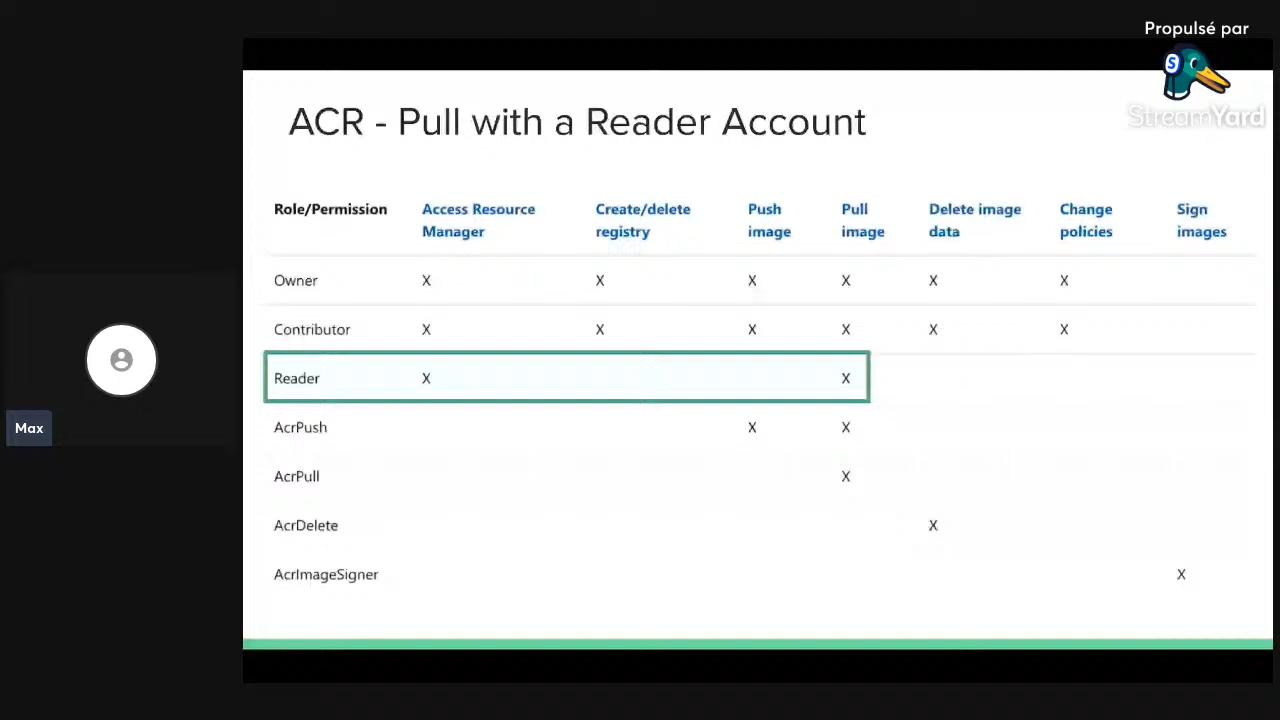 Propulsé par
S
StreamYard
ACR - Pull with a Reader Account
Role/Permission Access Resource Manager Create/delete registry Push image Pull image Delete image data Change policies Sign images
Owner X X X X X X
Contributor X X X X X X
Reader X X
AcrPush X X
AcrPull X
AcrDelete X
AcrImageSigner X
Max